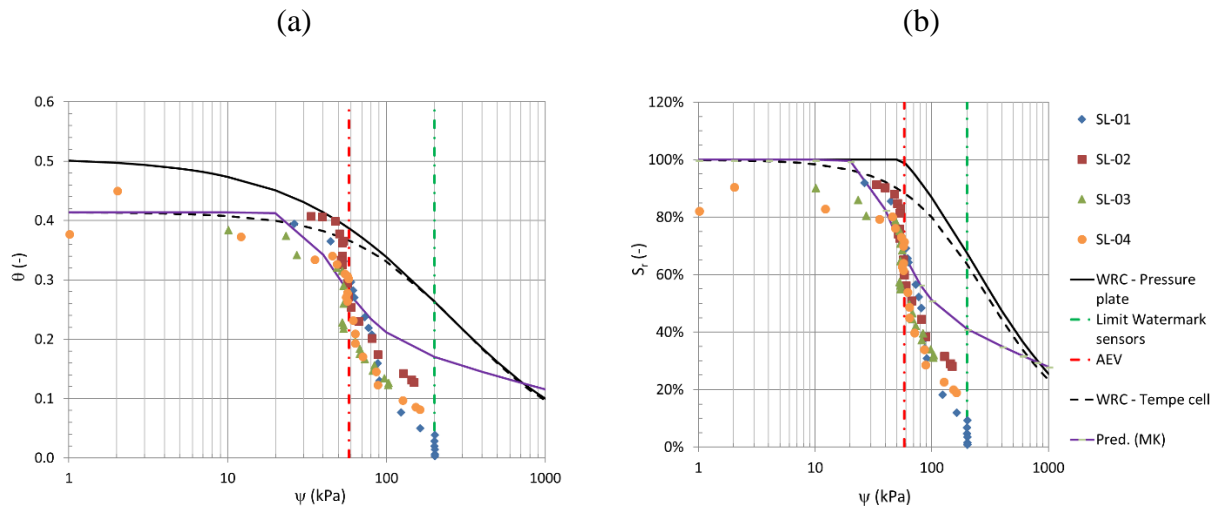 (a)
(b)
0.6
0.5
0.4
0.3
0.2
0.1
0.0
θ (-)
1
10
100
1000
ψ (kPa)
120%
100%
80%
60%
40%
20%
0%
Sr (-)
1
10
100
1000
ψ (kPa)
SL-01
SL-02
SL-03
SL-04
WRC - Pressure
plate
Limit Watermark
sensors
AEV
WRC - Tempe cell
Pred. (MK)